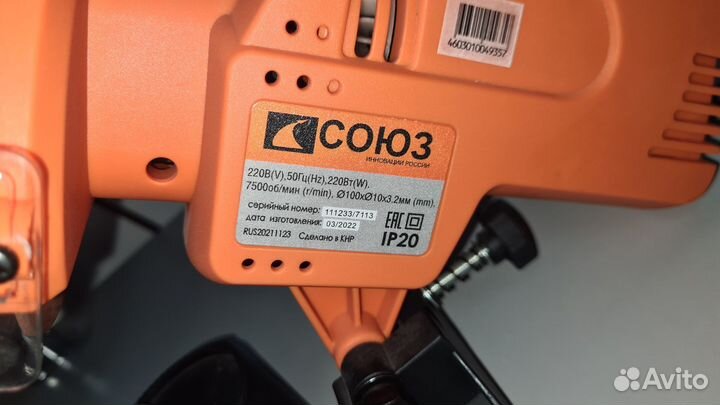 4603010049357
СОЮЗ
ИННОВАЦИИ РОССИИ
220В(V),50Гц(Hz),220Вт(W).
7500об/мин (r/min), Ø100xØ10x3.2мм (mm).
серийный номер: 111233/7113
дата изготовления: 03/2022
ЕАС
RUS20211123 Сделано в КНР
IP20
Avito